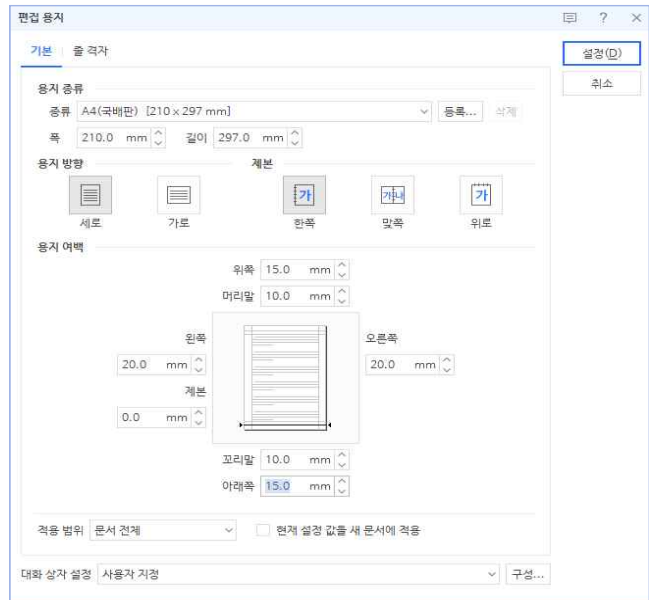 편집 용지 ? ×
기본 줄 격자
설정(D)
취소
용지 종류
종류 A4(국배판) [210 x 297 mm] 등록... 삭제
폭 210.0 mm 길이 297.0 mm
용지 방향 제본
가 가나 가
세로 가로 한쪽 맞쪽 위로
용지 여백
위쪽 15.0 mm
머리말 10.0 mm
왼쪽 오른쪽
20.0 mm 20.0 mm
제본
0.0 mm
꼬리말 10.0 mm
아래쪽 15.0 mm
적용 범위 문서 전체 현재 설정 값을 새 문서에 적용
대화 상자 설정 사용자 지정 구성...